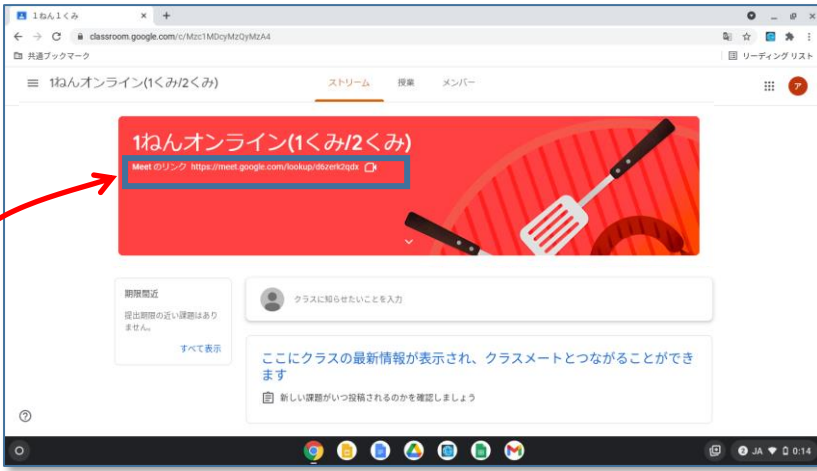 1ねん1くみ
classroom.google.com/c/Mzc1MDcyMzQyMzA4
共通ブックマーク
リーディング リスト
1ねんオンライン(1くみ/2くみ)
ストリーム 授業 メンバー
ア
1ねんオンライン(1くみ/2くみ)
Meet のリンク https://meet.google.com/lookup/d6zerk2qdx
期限間近
提出期限の近い課題はあり
ません。
すべて表示
クラスに知らせたいことを入力
ここにクラスの最新情報が表示され、クラスメートとつながることができ
ます
新しい課題がいつ投稿されるのかを確認しましょう
2 JA 0:14